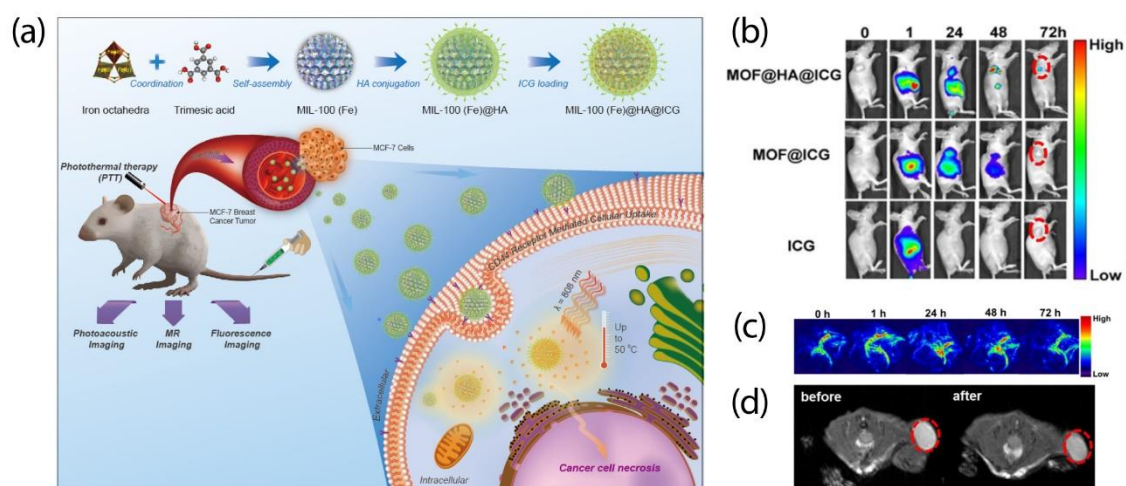 (a)
Iron octahedra
+
Coordination
Trimesic acid
Self-assembly
MIL-100 (Fe)
HA conjugation
MIL-100 (Fe)@HA
ICG loading
MIL-100 (Fe)@HA@ICG
MCF-7 Cells
Photothermal therapy
(PTT)
MCF-7 Breast
Cancer Tumor
Photoacoustic
Imaging
MR
Imaging
Fluorescence
Imaging
CD44 Receptor Mediated Cellular Uptake
λ = 808 nm
Up
to
50 °C
Extracellular
Intracellular
Cancer cell necrosis
(b)
0 1 24 48 72h
MOF@HA@ICG
MOF@ICG
ICG
High
Low
(c)
0 h 1 h 24 h 48 h 72 h
High
Low
(d)
before after